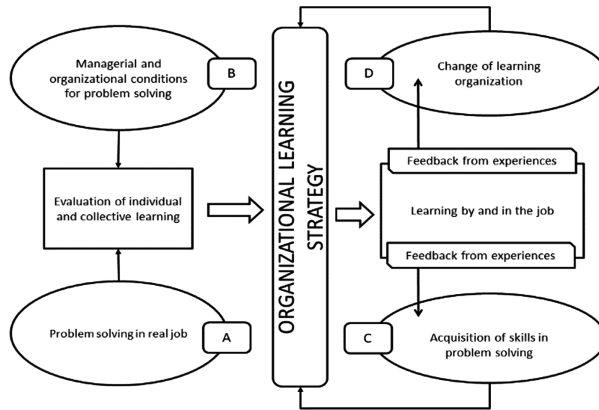 Managerial and
organizational conditions
for problem solving
B
Evaluation of individual
and collective learning
Problem solving in real job
A
ORGANIZATIONAL LEARNING
STRATEGY
D
Change of learning
organization
Feedback from experiences
Learning by and in the job
Feedback from experiences
C
Acquisition of skills in
problem solving